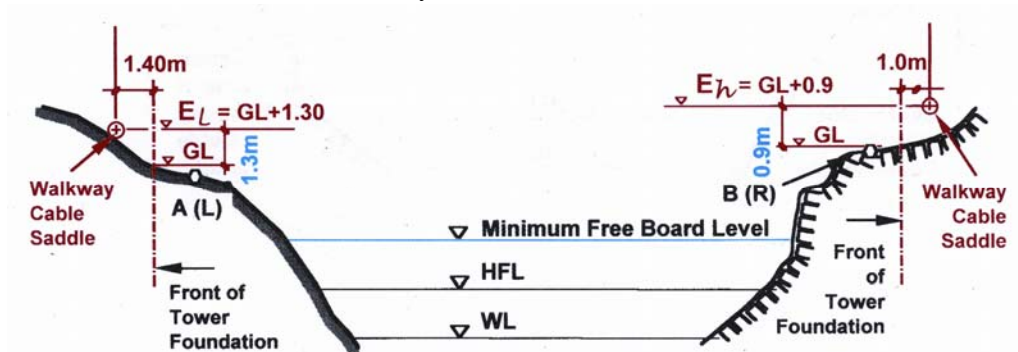 1.40m
E_L = GL+1.30
GL
1.3m
Walkway
Cable
Saddle
A (L)
Front of
Tower
Foundation
Minimum Free Board Level
HFL
WL
1.0m
E_h = GL+0.9
GL
0.9m
B (R)
Walkway
Cable
Saddle
Front
of
Tower
Foundation